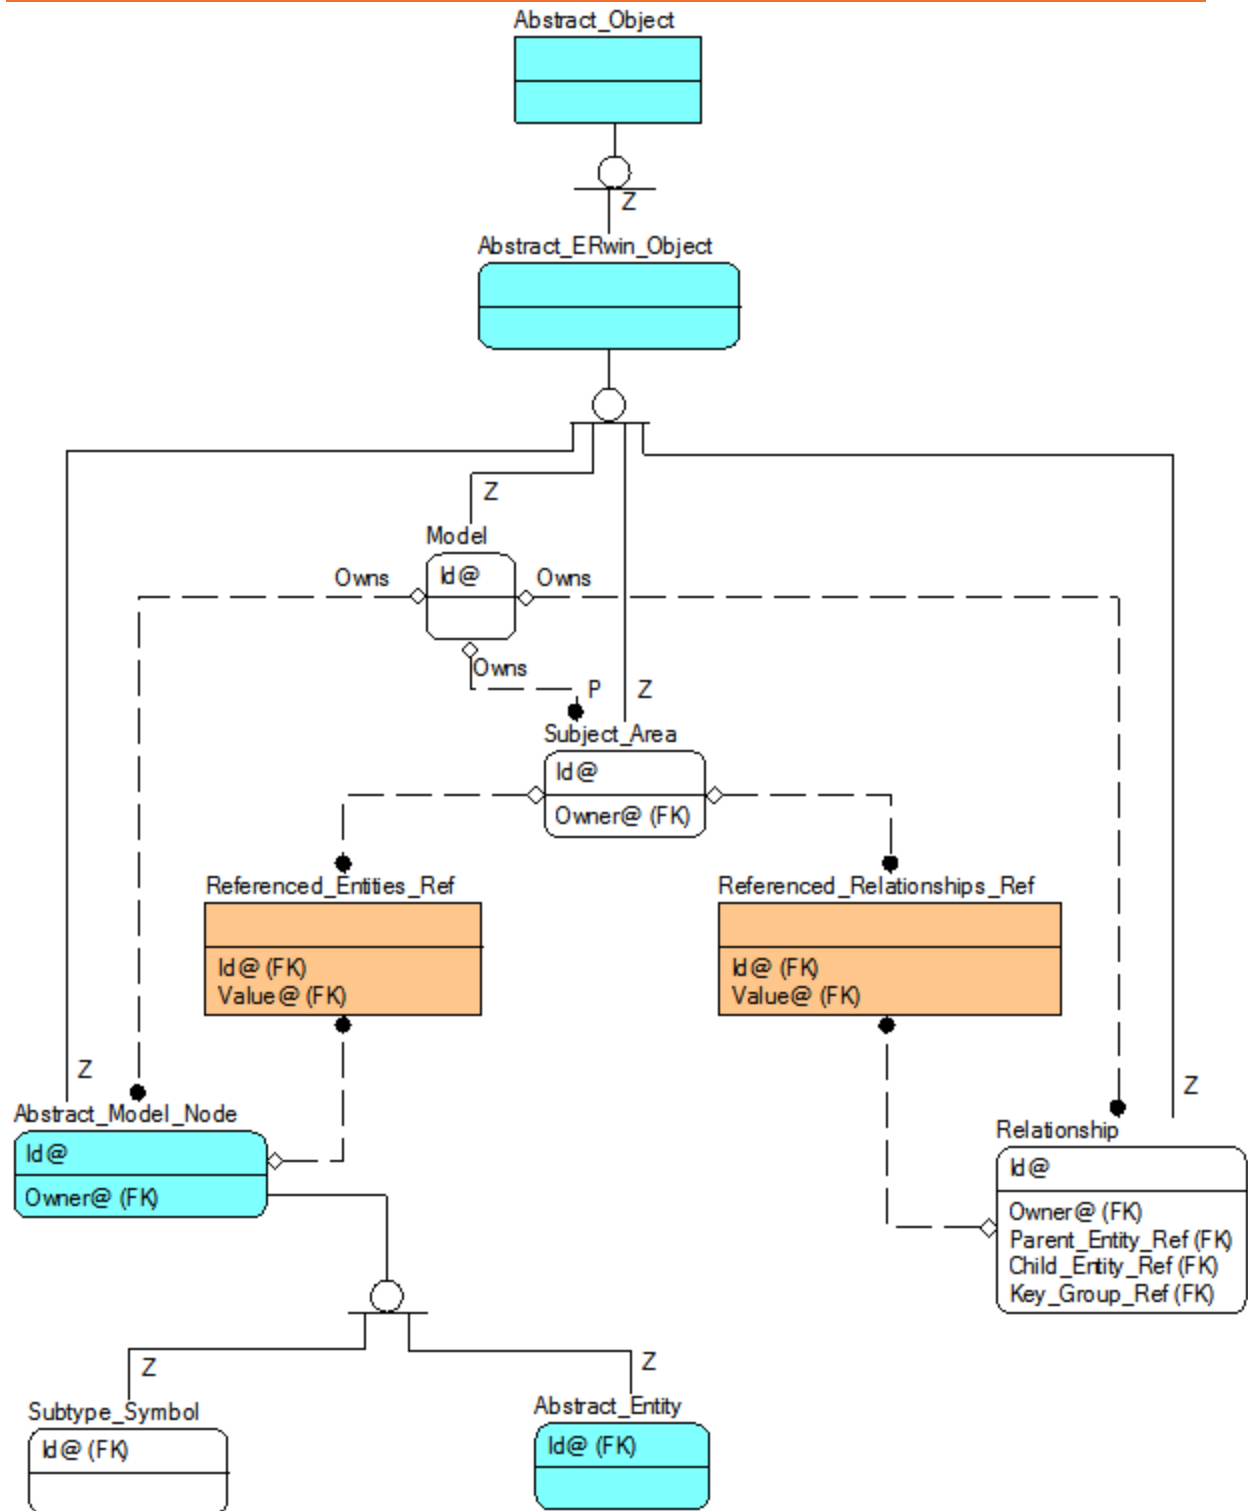 Abstract_Object
Z
Abstract_ERwin_Object
Z
Model
Owns
Id@
Owns
Owns
P
Z
Subject_Area
Id@
Owner@ (FK)
Referenced_Entities_Ref
Id@ (FK)
Value@ (FK)
Referenced_Relationships_Ref
Id@ (FK)
Value@ (FK)
Z
Abstract_Model_Node
Id@
Owner@ (FK)
Z
Relationship
Id@
Owner@ (FK)
Parent_Entity_Ref (FK)
Child_Entity_Ref (FK)
Key_Group_Ref (FK)
Z
Subtype_Symbol
Id@ (FK)
Z
Abstract_Entity
Id@ (FK)